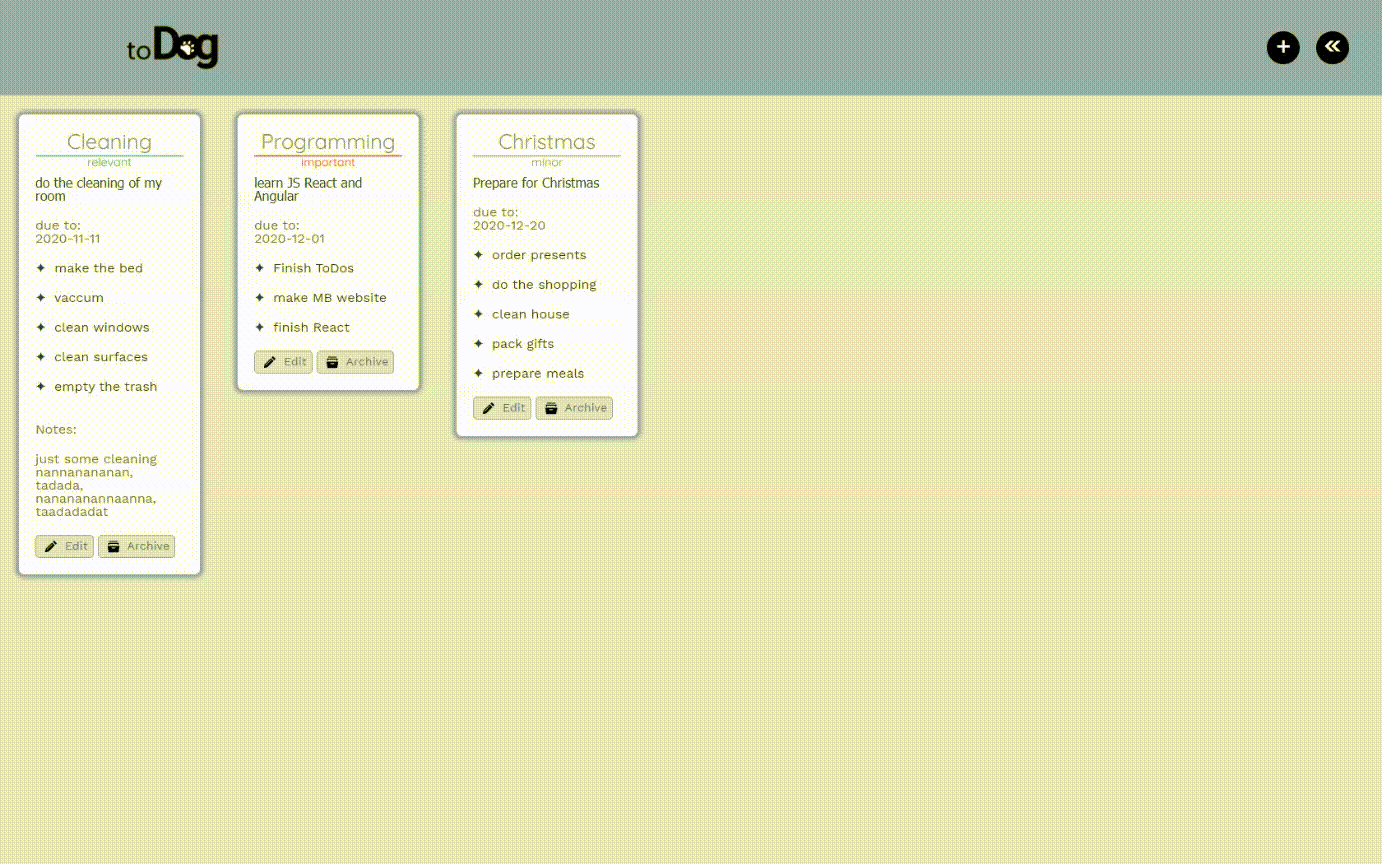 toDog
Cleaning
relevant
do the cleaning of my
room
due to:
2020-11-11
make the bed
vaccum
clean windows
clean surfaces
empty the trash
Notes:
just some cleaning
nannanananan,
tadada,
nanananannaanna,
taadadadat
Edit Archive
Programming
important
learn JS React and
Angular
due to:
2020-12-01
Finish ToDos
make MB website
finish React
Edit Archive
Christmas
minor
Prepare for Christmas
due to:
2020-12-20
order presents
do the shopping
clean house
pack gifts
prepare meals
Edit Archive